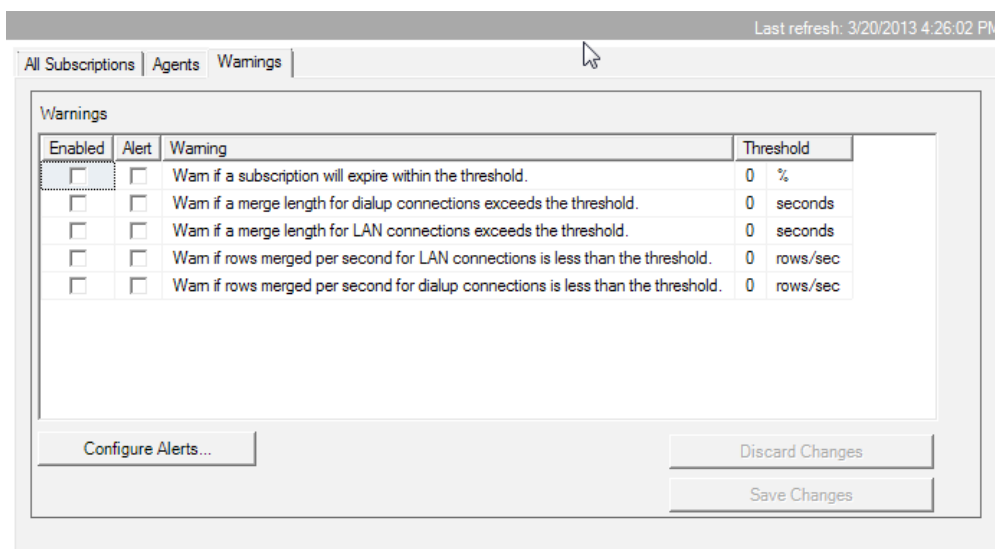 Last refresh: 3/20/2013 4:26:02 PM
All Subscriptions Agents Warnings
Warnings
Enabled Alert Warning Threshold
Warn if a subscription will expire within the threshold. 0 %
Warn if a merge length for dialup connections exceeds the threshold. 0 seconds
Warn if a merge length for LAN connections exceeds the threshold. 0 seconds
Warn if rows merged per second for LAN connections is less than the threshold. 0 rows/sec
Warn if rows merged per second for dialup connections is less than the threshold. 0 rows/sec
Configure Alerts... Discard Changes
Save Changes